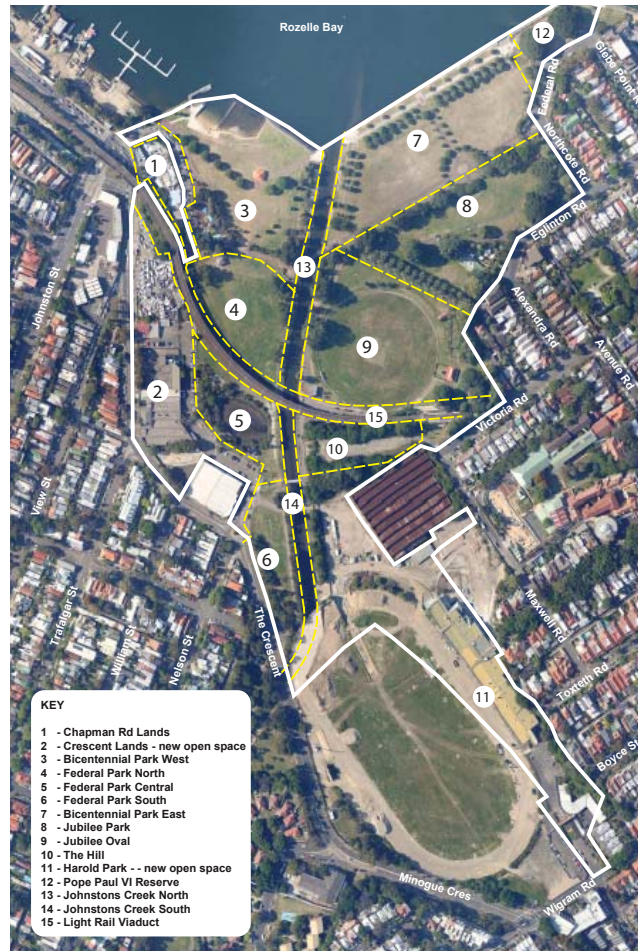 Rozelle Bay
12
Glebe Point
Federal Rd
Northcote Rd
7
1
3
8
Eglinton Rd
13
Johnston St
4
Alexandra Rd
9
Avenue Rd
2
15
Victoria Rd
5
10
View St
14
6
Trafalgar St
William St
Nelson St
The Crescent
Maxwell Rd
Toxteth Rd
11
Boyce St
Minogue Cres
Wigram Rd
KEY
1 - Chapman Rd Lands
2 - Crescent Lands - new open space
3 - Bicentennial Park West
4 - Federal Park North
5 - Federal Park Central
6 - Federal Park South
7 - Bicentennial Park East
8 - Jubilee Park
9 - Jubilee Oval
10 - The Hill
11 - Harold Park - - new open space
12 - Pope Paul VI Reserve
13 - Johnstons Creek North
14 - Johnstons Creek South
15 - Light Rail Viaduct